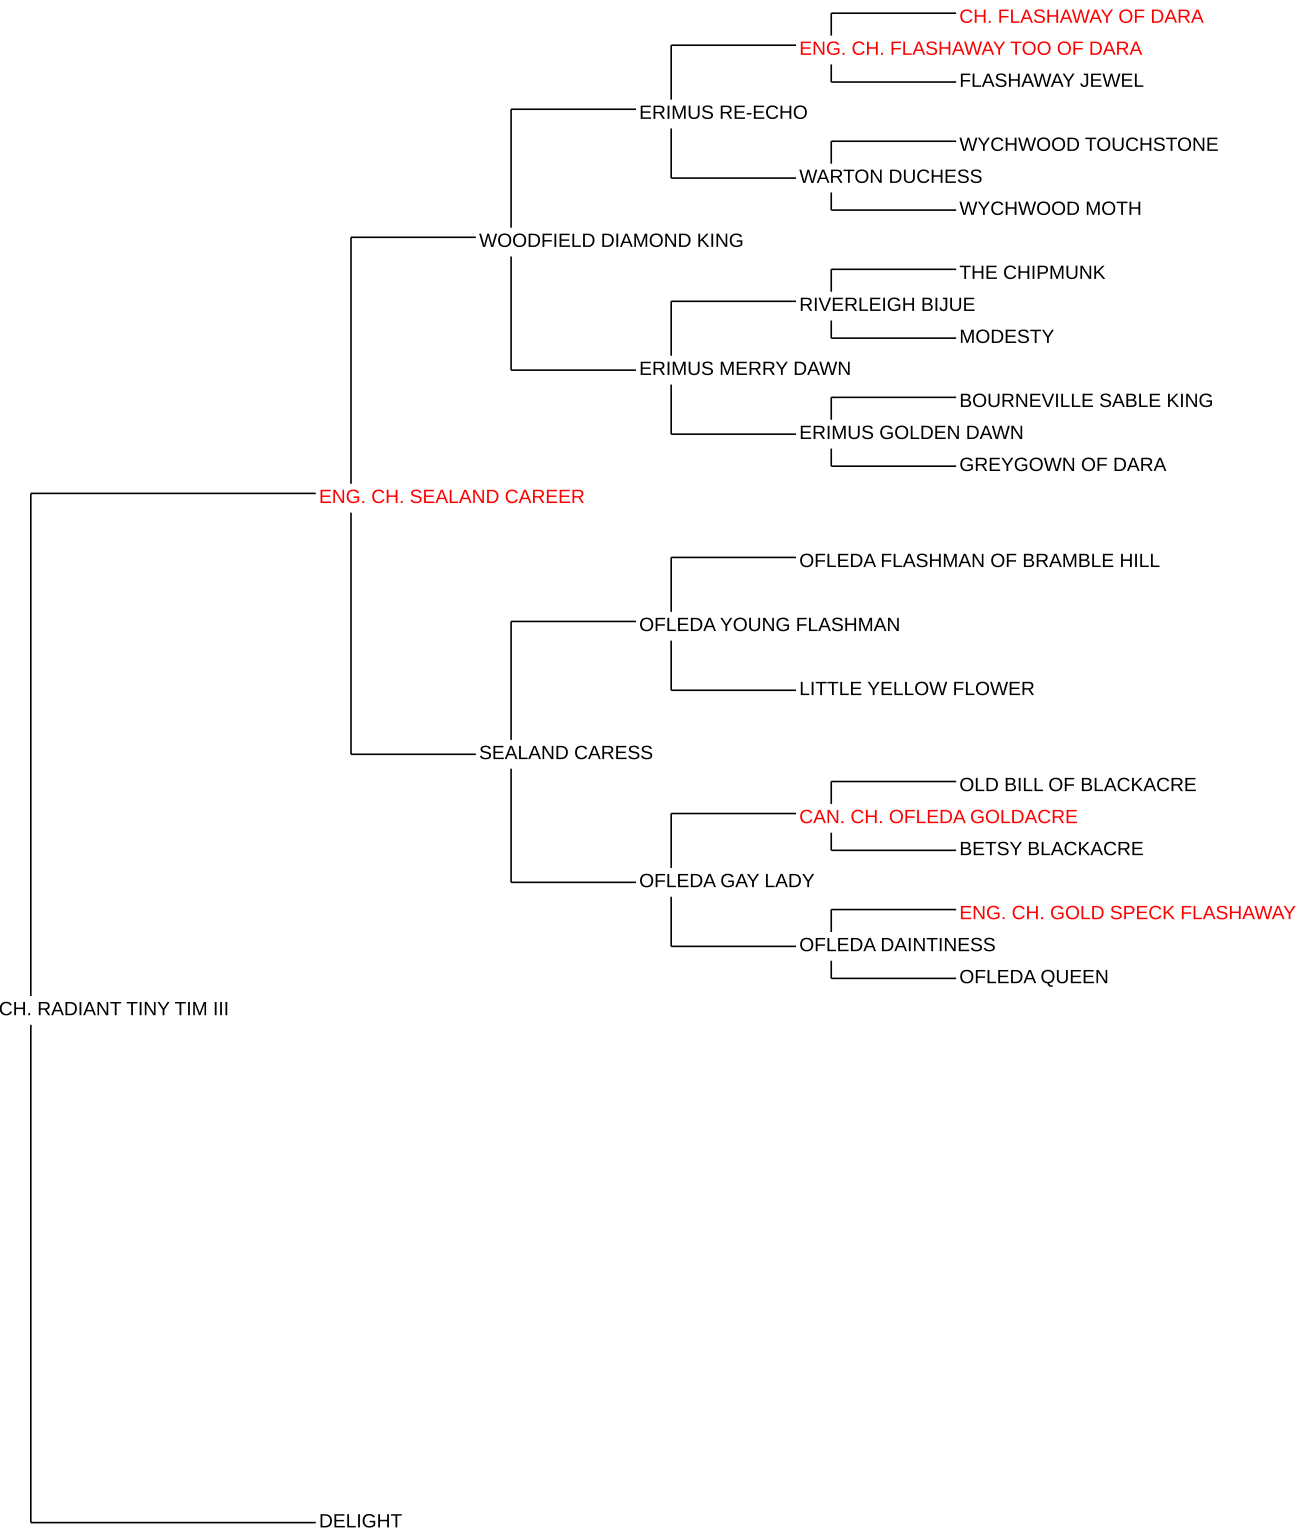 CH. FLASHAWAY OF DARA
ENG. CH. FLASHAWAY TOO OF DARA
FLASHAWAY JEWEL
ERIMUS RE-ECHO
WYCHWOOD TOUCHSTONE
WARTON DUCHESS
WYCHWOOD MOTH
WOODFIELD DIAMOND KING
THE CHIPMUNK
RIVERLEIGH BIJUE
MODESTY
ERIMUS MERRY DAWN
BOURNEVILLE SABLE KING
ERIMUS GOLDEN DAWN
GREYGOWN OF DARA
ENG. CH. SEALAND CAREER
OFLEDA FLASHMAN OF BRAMBLE HILL
OFLEDA YOUNG FLASHMAN
LITTLE YELLOW FLOWER
SEALAND CARESS
OLD BILL OF BLACKACRE
CAN. CH. OFLEDA GOLDACRE
BETSY BLACKACRE
OFLEDA GAY LADY
ENG. CH. GOLD SPECK FLASHAWAY
OFLEDA DAINTINESS
OFLEDA QUEEN
CH. RADIANT TINY TIM III
DELIGHT